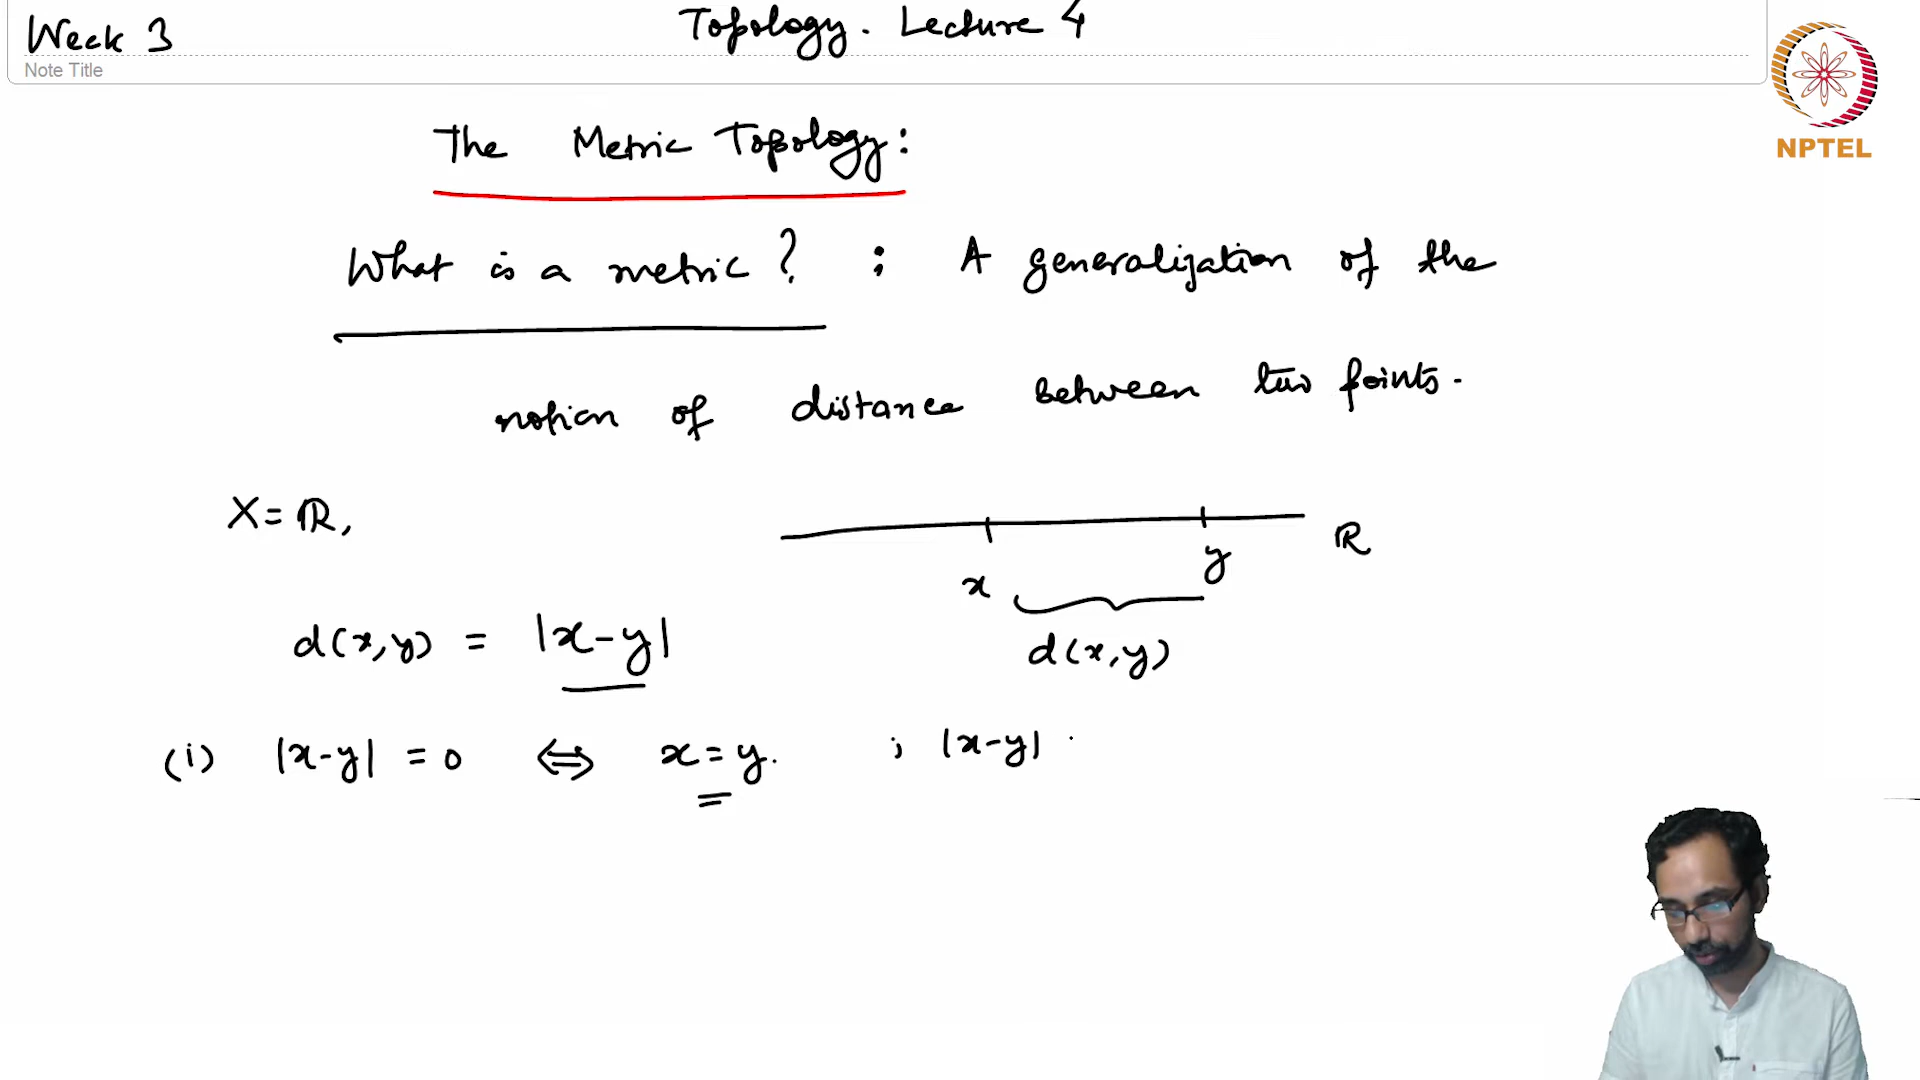 Week 3
Topology. Lecture 4
Note Title
NPTEL
The Metric Topology:
What is a metric? : A generalization of the
notion of distance between two points.
X = ℝ,
ℝ
x y
d(x,y) = |x-y|
d(x,y)
(i) |x-y| = 0 ⇔ x = y. ; |x-y|